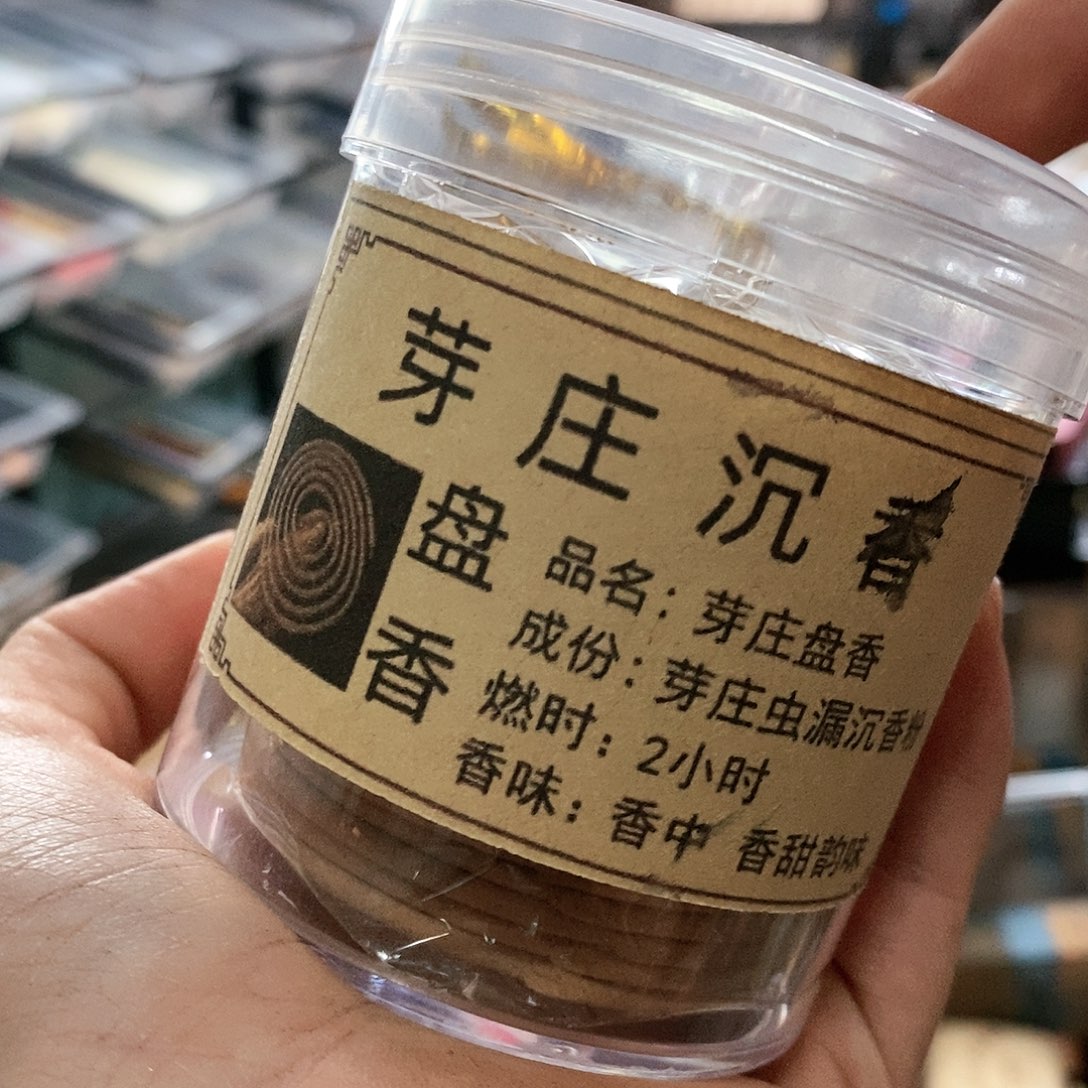 芽庄沉香
盘香
品名：芽庄盘香
成份：芽庄虫漏沉香粉
燃时：2小时
香味：香中 香甜韵味